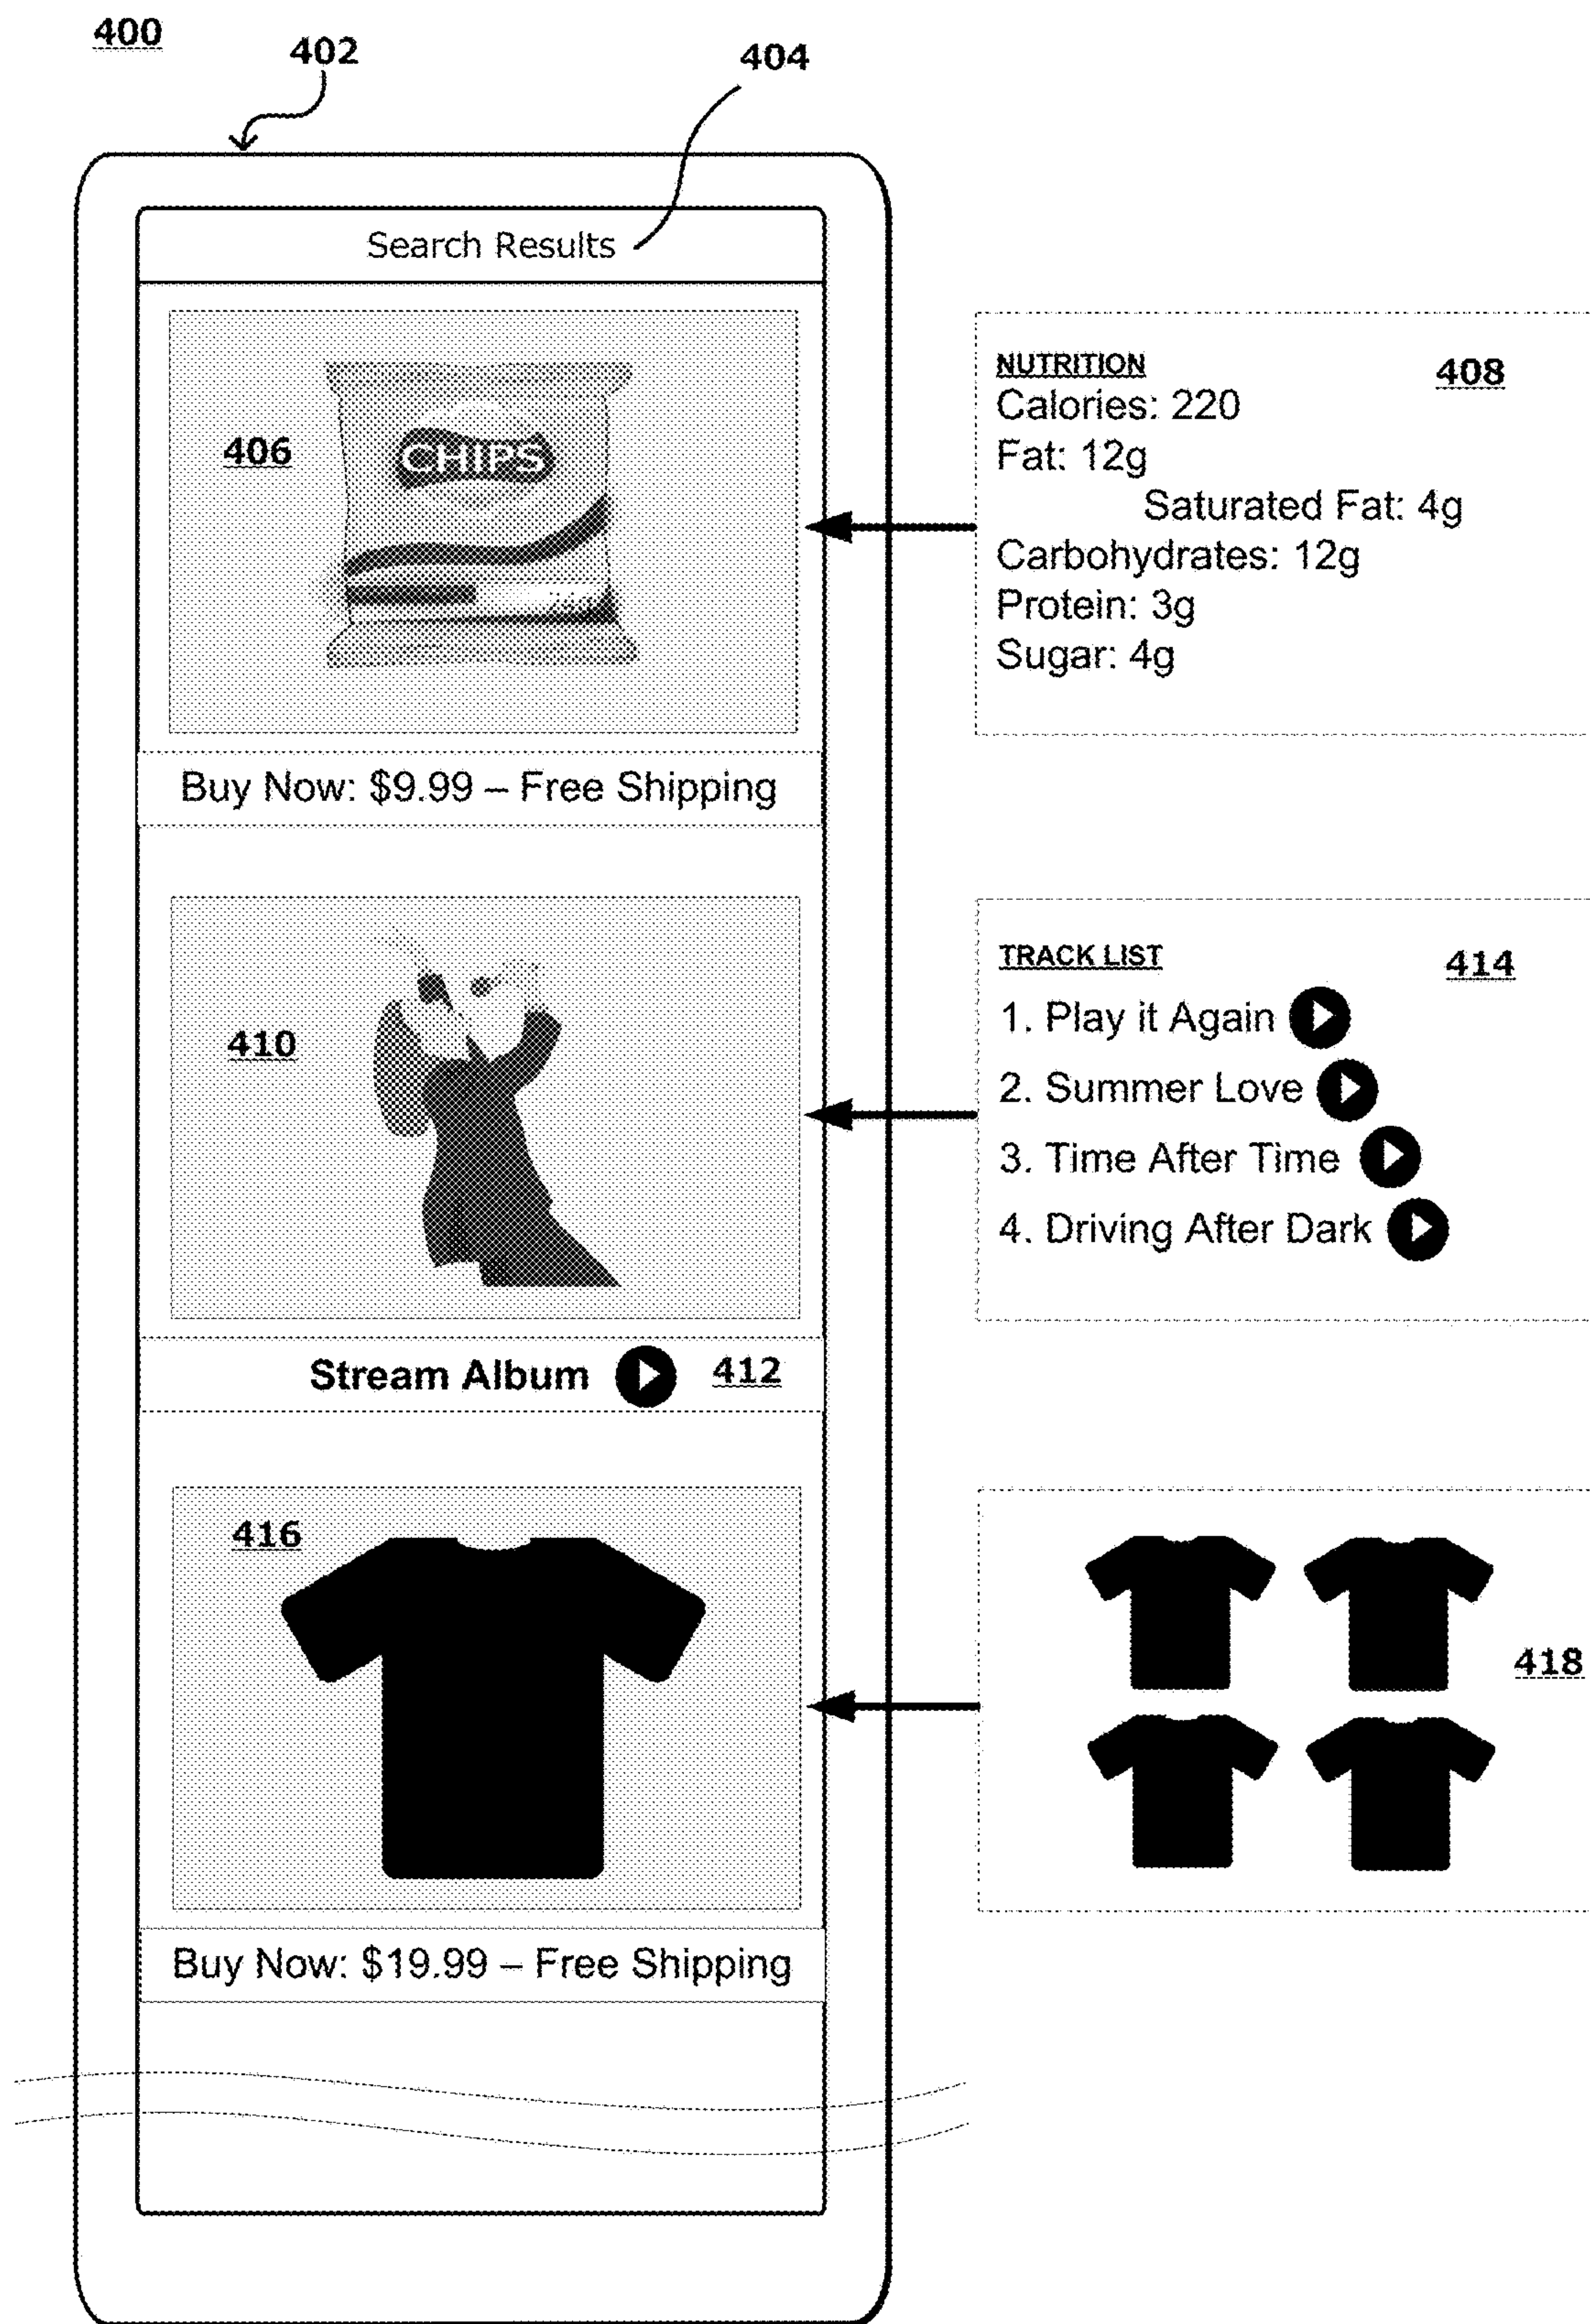 400
402
404
Search Results
406
CHIPS
NUTRITION
408
Calories: 220
Fat: 12g
Saturated Fat: 4g
Carbohydrates: 12g
Protein: 3g
Sugar: 4g
Buy Now: $9.99 – Free Shipping
410
TRACK LIST
414
1. Play it Again
2. Summer Love
3. Time After Time
4. Driving After Dark
Stream Album
412
416
418
Buy Now: $19.99 – Free Shipping